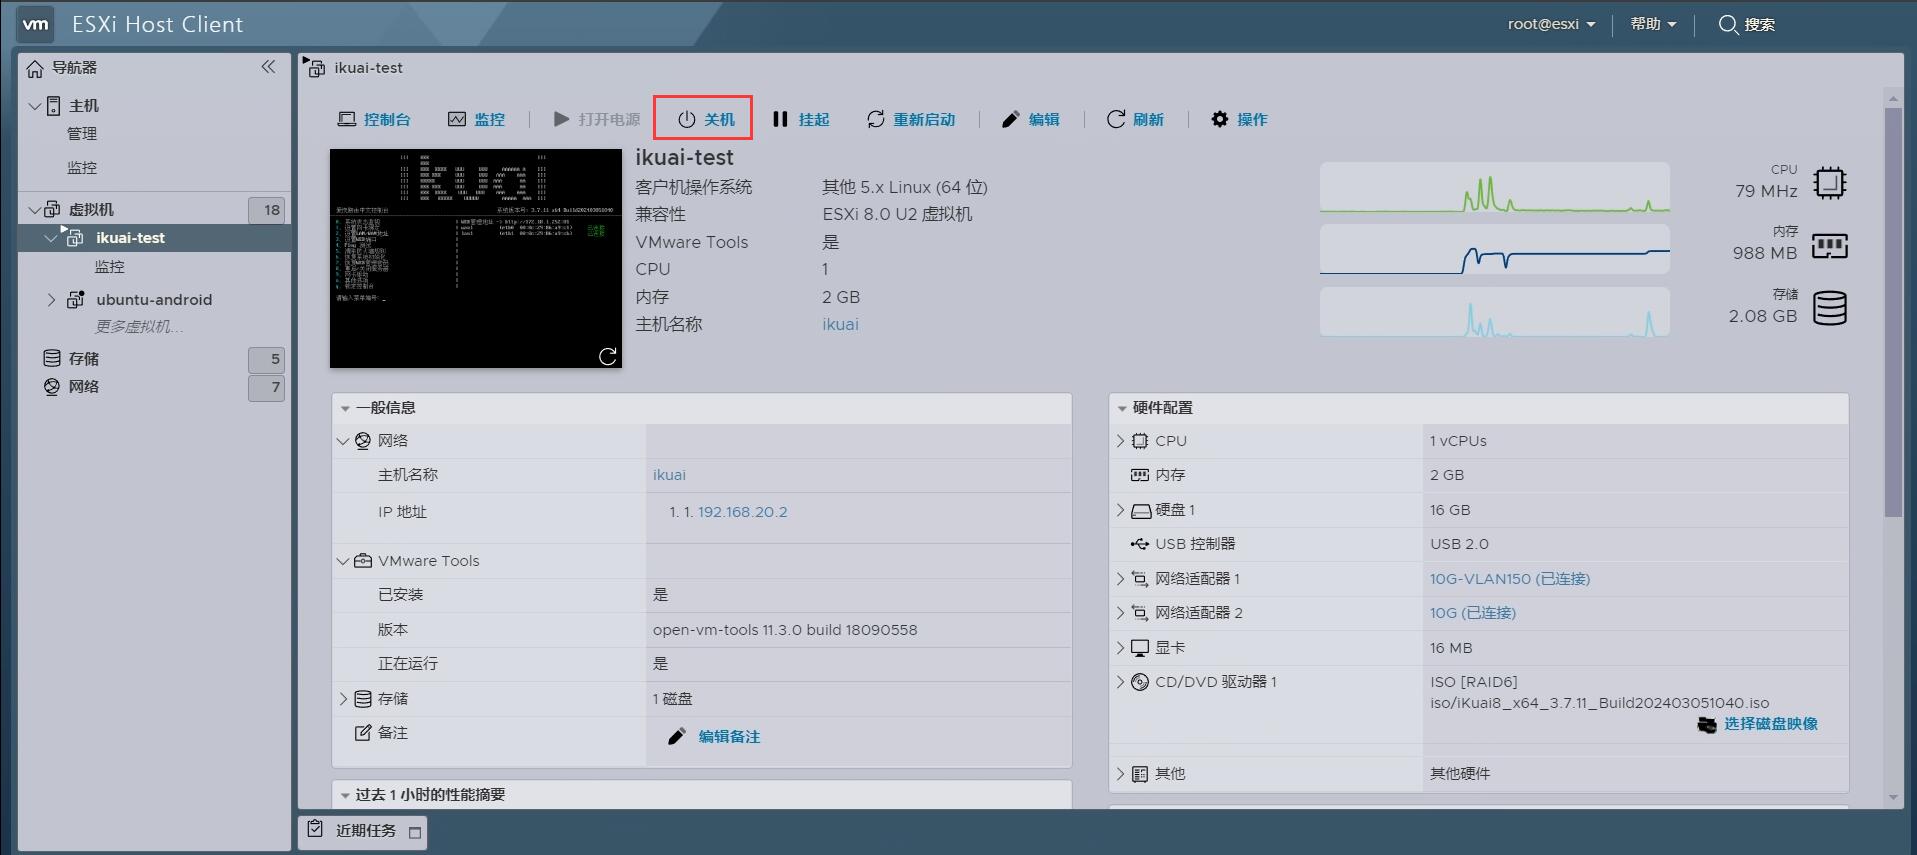 vm ESXi Host Client root@esxi 帮助 搜索
导航器
主机
管理
监控
虚拟机 18
ikuai-test
监控
ubuntu-android
更多虚拟机...
存储 5
网络 7
ikuai-test
控制台 监控 打开电源 关机 挂起 重新启动 编辑 刷新 操作
ikuai-test
客户机操作系统 其他 5.x Linux (64 位)
兼容性 ESXi 8.0 U2 虚拟机
VMware Tools 是
CPU 1
内存 2 GB
主机名称 ikuai
CPU
79 MHz
内存
988 MB
存储
2.08 GB
一般信息
网络
主机名称 ikuai
IP 地址 1. 1. 192.168.20.2
VMware Tools
已安装 是
版本 open-vm-tools 11.3.0 build 18090558
正在运行 是
存储 1 磁盘
备注 编辑备注
过去 1 小时的性能摘要
硬件配置
CPU 1 vCPUs
内存 2 GB
硬盘 1 16 GB
USB 控制器 USB 2.0
网络适配器 1 10G-VLAN150 (已连接)
网络适配器 2 10G (已连接)
显卡 16 MB
CD/DVD 驱动器 1 ISO [RAID6]
iso/iKuai8_x64_3.7.11_Build202403051040.iso
选择磁盘映像
其他 其他硬件
近期任务